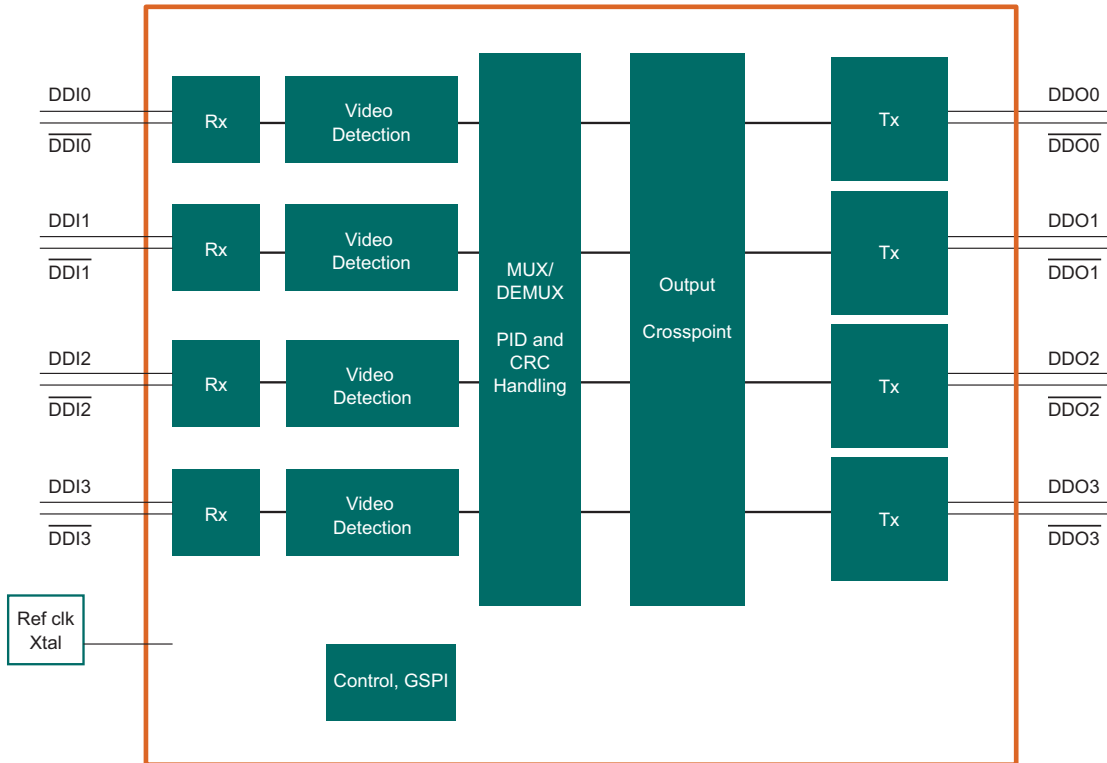 DDI0
Rx
Video
Detection
Tx
DDO0
DDI0
DDO0
DDI1
Rx
Video
Detection
Tx
DDO1
DDI1
DDO1
MUX/
DEMUX
PID and
CRC
Handling
Output
Crosspoint
DDI2
Rx
Video
Detection
Tx
DDO2
DDI2
DDO2
DDI3
Rx
Video
Detection
Tx
DDO3
DDI3
DDO3
Ref clk
Xtal
Control, GSPI